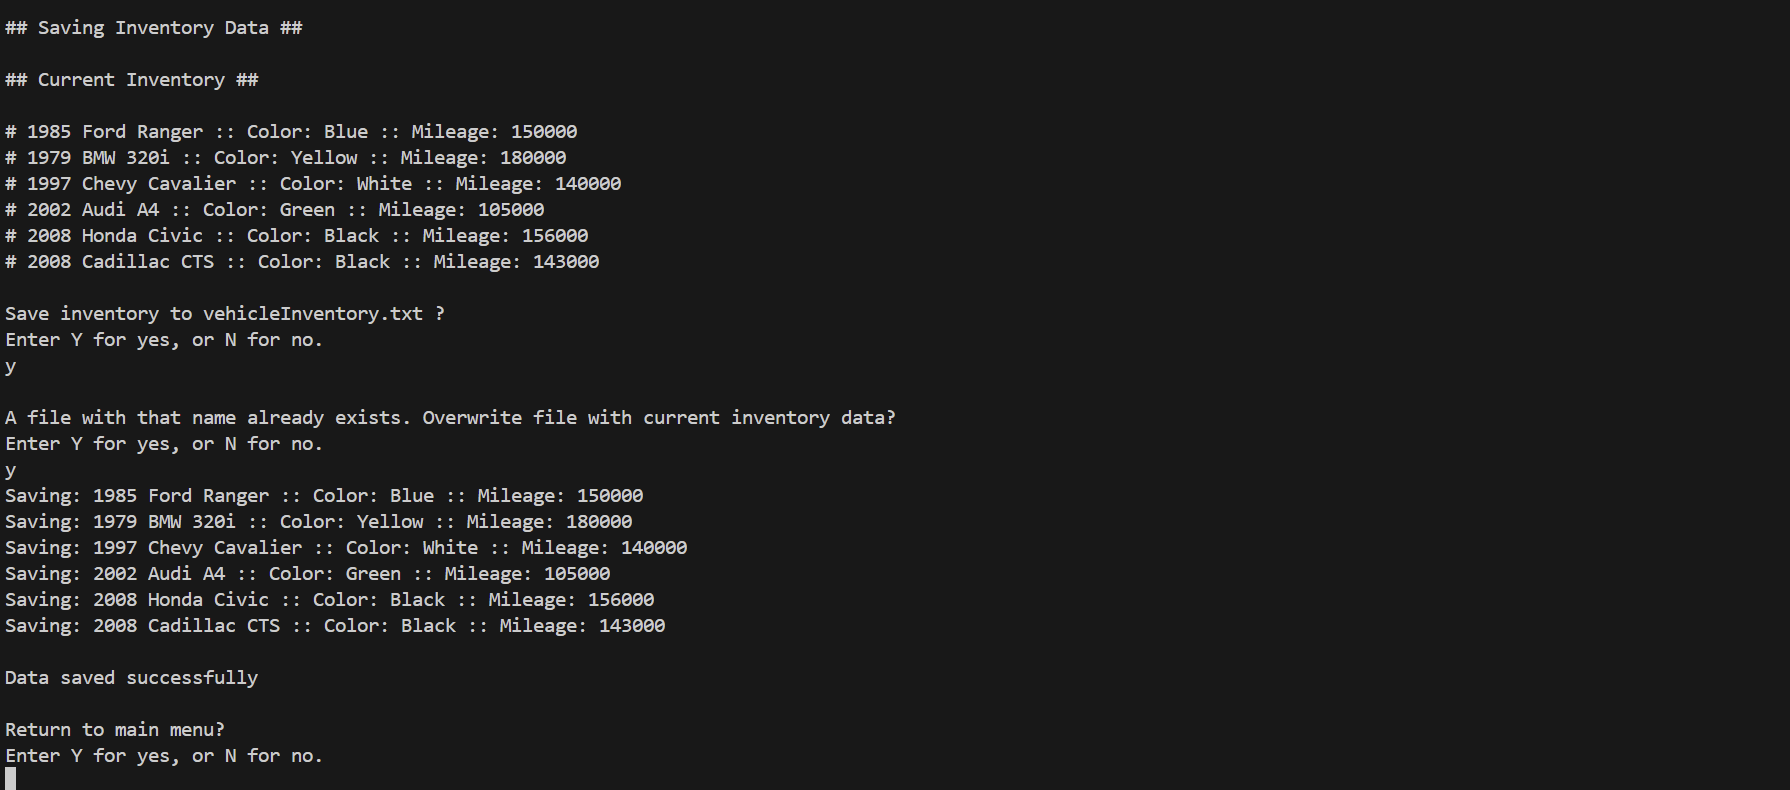 ## Saving Inventory Data ##
## Current Inventory ##
# 1985 Ford Ranger :: Color: Blue :: Mileage: 150000
# 1979 BMW 320i :: Color: Yellow :: Mileage: 180000
# 1997 Chevy Cavalier :: Color: White :: Mileage: 140000
# 2002 Audi A4 :: Color: Green :: Mileage: 105000
# 2008 Honda Civic :: Color: Black :: Mileage: 156000
# 2008 Cadillac CTS :: Color: Black :: Mileage: 143000
Save inventory to vehicleInventory.txt ?
Enter Y for yes, or N for no.
y
A file with that name already exists. Overwrite file with current inventory data?
Enter Y for yes, or N for no.
y
Saving: 1985 Ford Ranger :: Color: Blue :: Mileage: 150000
Saving: 1979 BMW 320i :: Color: Yellow :: Mileage: 180000
Saving: 1997 Chevy Cavalier :: Color: White :: Mileage: 140000
Saving: 2002 Audi A4 :: Color: Green :: Mileage: 105000
Saving: 2008 Honda Civic :: Color: Black :: Mileage: 156000
Saving: 2008 Cadillac CTS :: Color: Black :: Mileage: 143000
Data saved successfully
Return to main menu?
Enter Y for yes, or N for no.